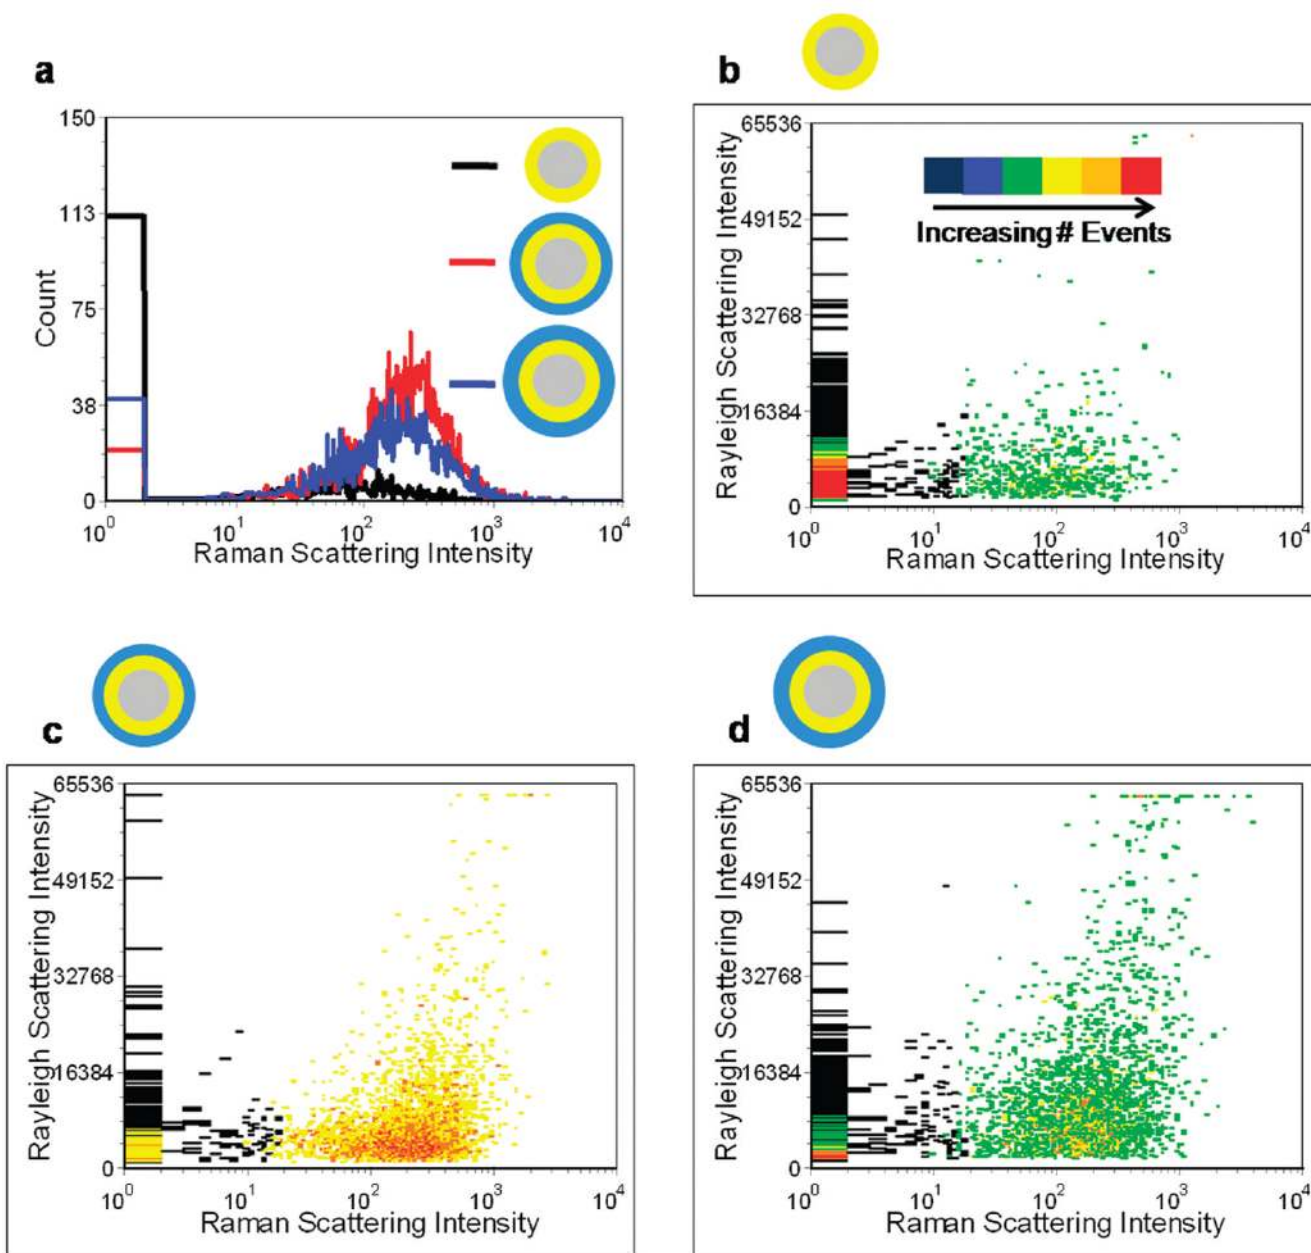 a
150
113
75
38
0
Count
10^0 10^1 10^2 10^3 10^4
Raman Scattering Intensity
b
65536
49152
32768
16384
0
Rayleigh Scattering Intensity
Increasing # Events
10^0 10^1 10^2 10^3 10^4
Raman Scattering Intensity
c
65536
49152
32768
16384
0
Rayleigh Scattering Intensity
10^0 10^1 10^2 10^3 10^4
Raman Scattering Intensity
d
65536
49152
32768
16384
0
Rayleigh Scattering Intensity
10^0 10^1 10^2 10^3 10^4
Raman Scattering Intensity